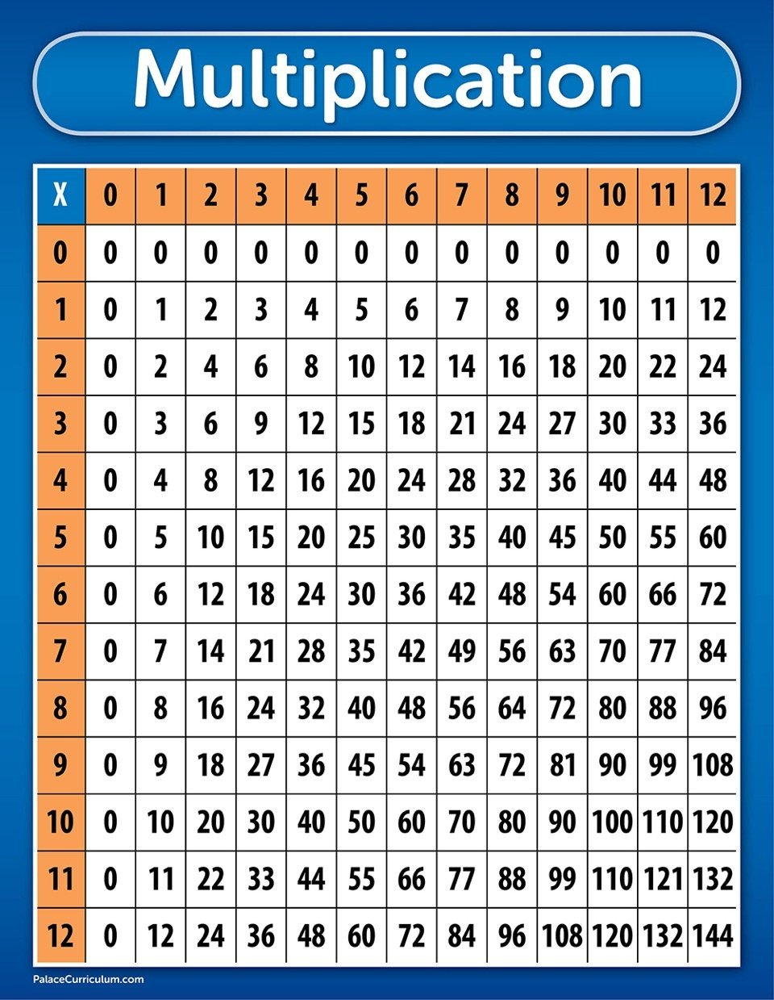 Multiplication
X 0 1 2 3 4 5 6 7 8 9 10 11 12
0 0 0 0 0 0 0 0 0 0 0 0 0 0
1 0 1 2 3 4 5 6 7 8 9 10 11 12
2 0 2 4 6 8 10 12 14 16 18 20 22 24
3 0 3 6 9 12 15 18 21 24 27 30 33 36
4 0 4 8 12 16 20 24 28 32 36 40 44 48
5 0 5 10 15 20 25 30 35 40 45 50 55 60
6 0 6 12 18 24 30 36 42 48 54 60 66 72
7 0 7 14 21 28 35 42 49 56 63 70 77 84
8 0 8 16 24 32 40 48 56 64 72 80 88 96
9 0 9 18 27 36 45 54 63 72 81 90 99 108
10 0 10 20 30 40 50 60 70 80 90 100 110 120
11 0 11 22 33 44 55 66 77 88 99 110 121 132
12 0 12 24 36 48 60 72 84 96 108 120 132 144
PalaceCurriculum.com